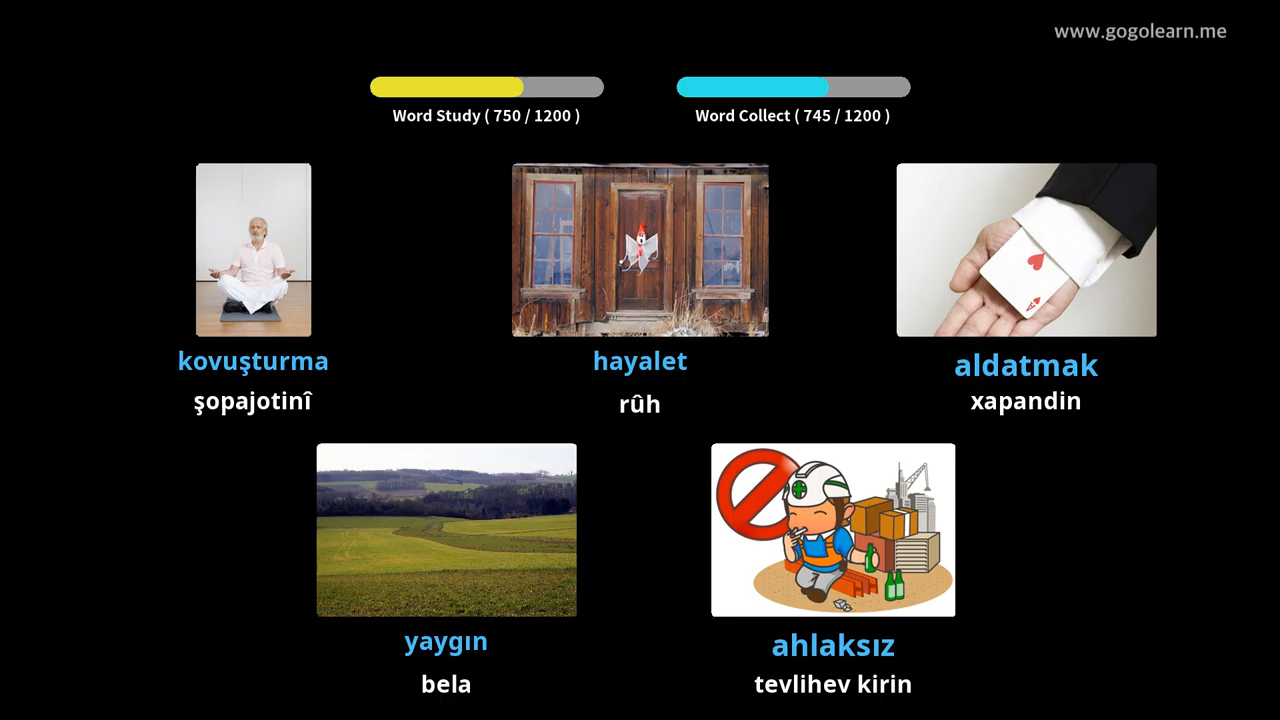 www.gogolearn.me
Word Study ( 750 / 1200 )
Word Collect ( 745 / 1200 )
kovuşturma
şopajotinî
hayalet
rûh
aldatmak
xapandin
yaygın
bela
ahlaksız
tevlihev kirin